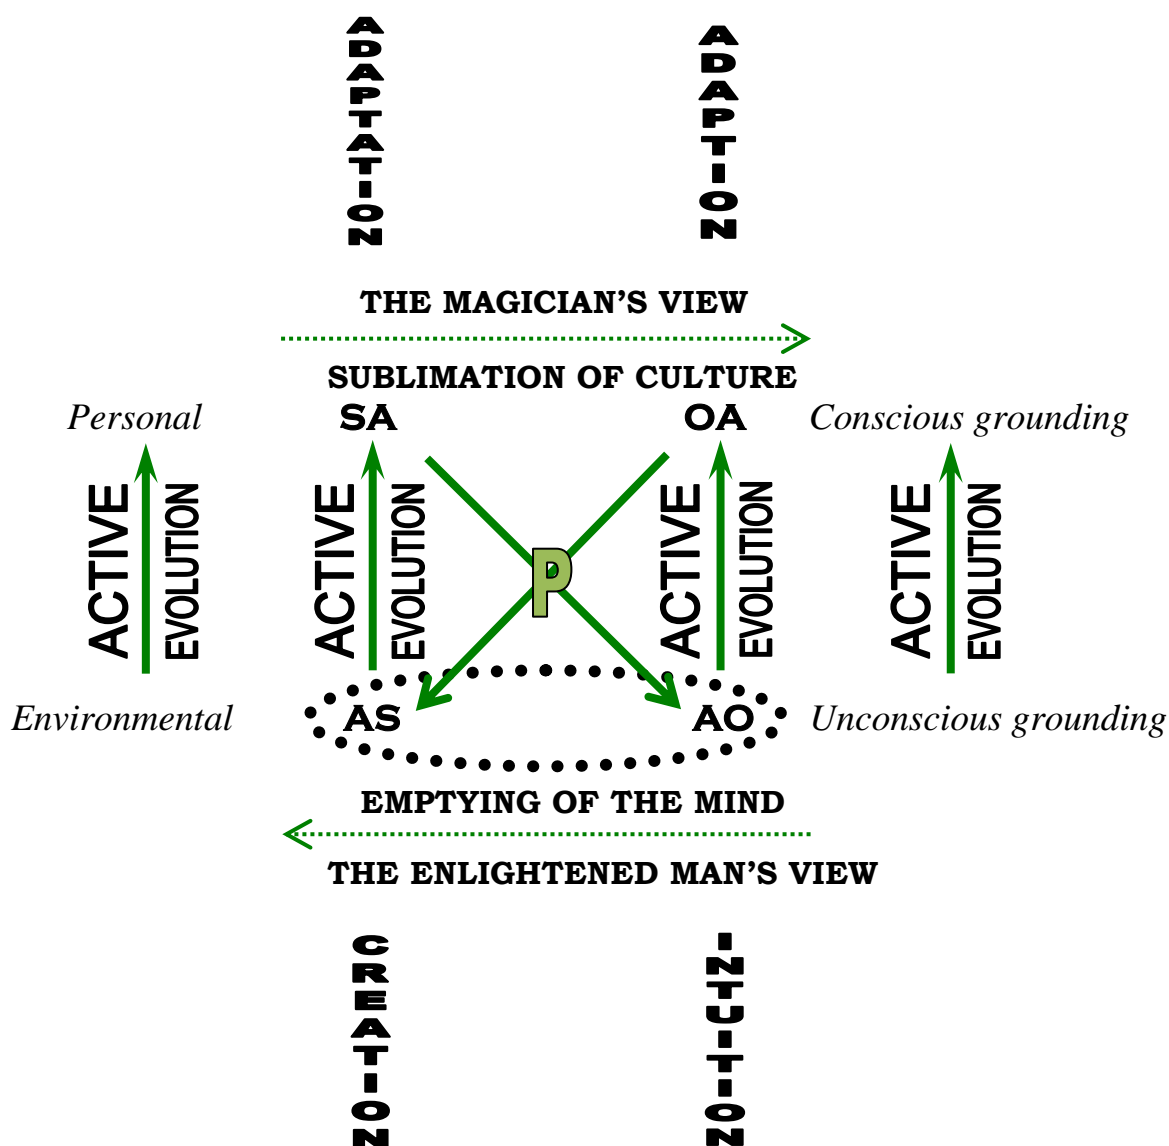 ADAPTATION
ADAPTION
THE MAGICIAN’S VIEW
SUBLIMATION OF CULTURE
Personal
SA
OA
Conscious grounding
ACTIVE
EVOLUTION
ACTIVE
EVOLUTION
P
ACTIVE
EVOLUTION
ACTIVE
EVOLUTION
Environmental
AS
AO
Unconscious grounding
EMPTYING OF THE MIND
THE ENLIGHTENED MAN’S VIEW
CREATION
INTUITION